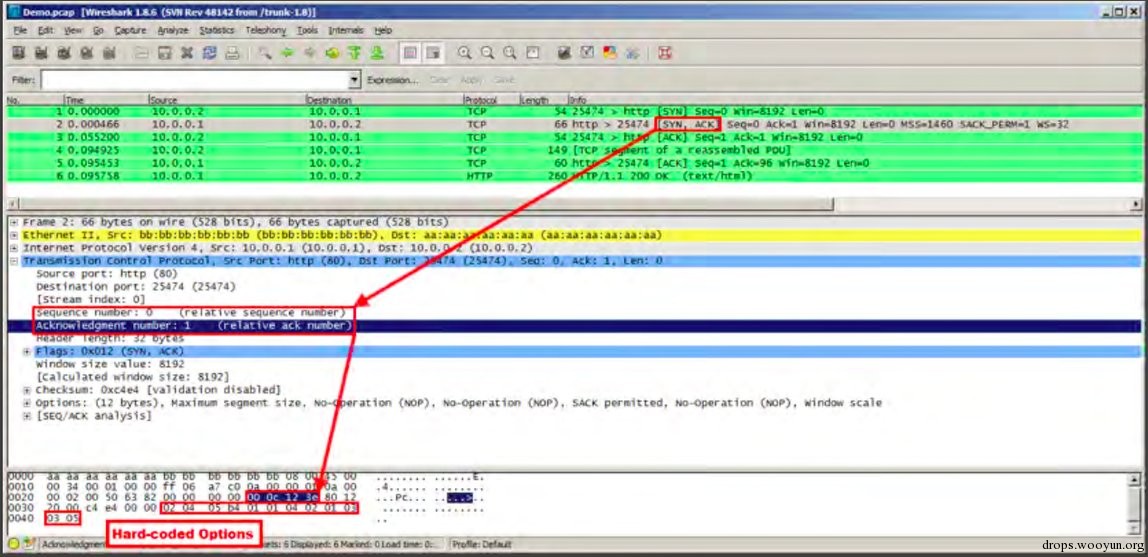 Demo.pcap [Wireshark 1.8.6 (SVN Rev 48142 from /trunk-1.8)]
File Edit View Go Capture Analyze Statistics Telephony Tools Internals Help
Filter: Expression... Clear Apply Save
No. Time Source Destination Protocol Length Info
1 0.000000 10.0.0.2 10.0.0.1 TCP 54 25474 > http [SYN] Seq=0 Win=8192 Len=0
2 0.000466 10.0.0.1 10.0.0.2 TCP 66 http > 25474 [SYN, ACK] Seq=0 Ack=1 Win=8192 Len=0 MSS=1460 SACK_PERM=1 WS=32
3 0.055200 10.0.0.2 10.0.0.1 TCP 54 25474 > http [ACK] Seq=1 Ack=1 Win=8192 Len=0
4 0.094925 10.0.0.2 10.0.0.1 TCP 149 [TCP segment of a reassembled PDU]
5 0.095453 10.0.0.1 10.0.0.2 TCP 60 http > 25474 [ACK] Seq=1 Ack=96 Win=8192 Len=0
6 0.095758 10.0.0.1 10.0.0.2 HTTP 260 HTTP/1.1 200 OK (text/html)
Frame 2: 66 bytes on wire (528 bits), 66 bytes captured (528 bits)
Ethernet II, Src: bb:bb:bb:bb:bb:bb (bb:bb:bb:bb:bb:bb), Dst: aa:aa:aa:aa:aa:aa (aa:aa:aa:aa:aa:aa)
Internet Protocol Version 4, Src: 10.0.0.1 (10.0.0.1), Dst: 10.0.0.2 (10.0.0.2)
Transmission Control Protocol, Src Port: http (80), Dst Port: 25474 (25474), Seq: 0, Ack: 1, Len: 0
Source port: http (80)
Destination port: 25474 (25474)
[Stream index: 0]
Sequence number: 0 (relative sequence number)
Acknowledgment number: 1 (relative ack number)
Header length: 32 bytes
Flags: 0x012 (SYN, ACK)
Window size value: 8192
[Calculated window size: 8192]
Checksum: 0xc4e4 [validation disabled]
Options: (12 bytes), Maximum segment size, No-Operation (NOP), No-Operation (NOP), SACK permitted, No-Operation (NOP), Window scale
[SEQ/ACK analysis]
0000 aa aa aa aa aa aa bb bb bb bb bb bb 08 00 45 00 ........ ......E.
0010 00 34 00 01 00 00 ff 06 a7 c0 0a 00 00 01 0a 00 .4...... ........
0020 00 02 00 50 63 82 00 00 00 00 00 0c 12 3e 80 12 ...Pc... .....>..
0030 20 00 c4 e4 00 00 02 04 05 b4 01 01 04 02 01 03 ....... ........
0040 03 05 ..
Hard-coded Options
Acknowledgmen ets: 6 Displayed: 6 Marked: 0 Load time: 0:... Profile: Default
drops.wooyun.org